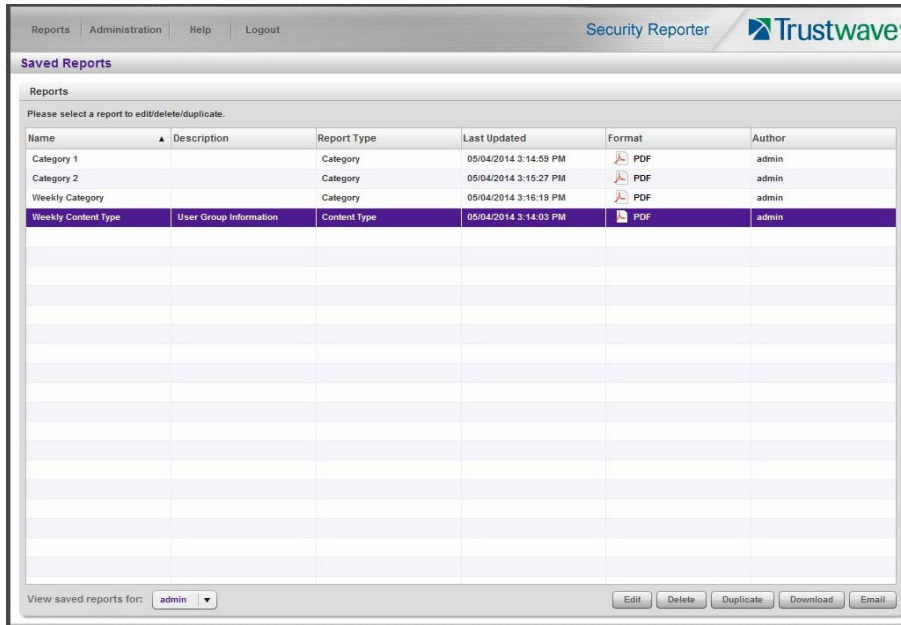 Reports Administration Help Logout Security Reporter Trustwave
Saved Reports
Reports
Please select a report to edit/delete/duplicate.
Name Description Report Type Last Updated Format Author
Category 1 Category 05/04/2014 3:14:59 PM PDF admin
Category 2 Category 05/04/2014 3:15:27 PM PDF admin
Weekly Category Category 05/04/2014 3:16:19 PM PDF admin
Weekly Content Type User Group Information Content Type 05/04/2014 3:14:03 PM PDF admin
View saved reports for: admin Edit Delete Duplicate Download Email